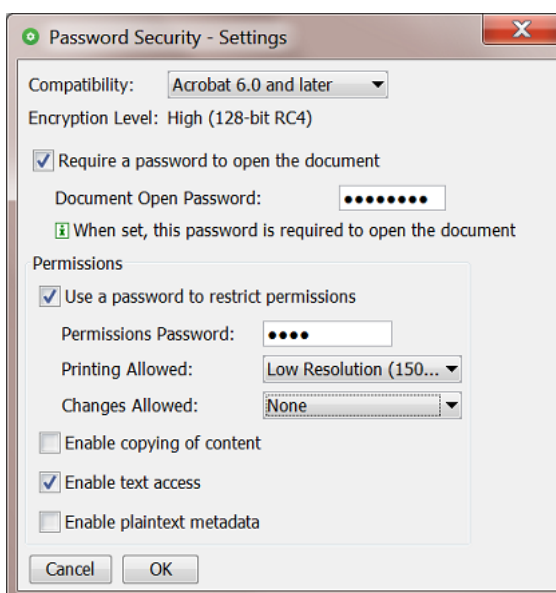 Password Security - Settings
Compatibility: Acrobat 6.0 and later
Encryption Level: High (128-bit RC4)
Require a password to open the document
Document Open Password: ••••••••
When set, this password is required to open the document
Permissions
Use a password to restrict permissions
Permissions Password: ••••
Printing Allowed: Low Resolution (150...
Changes Allowed: None
Enable copying of content
Enable text access
Enable plaintext metadata
Cancel OK